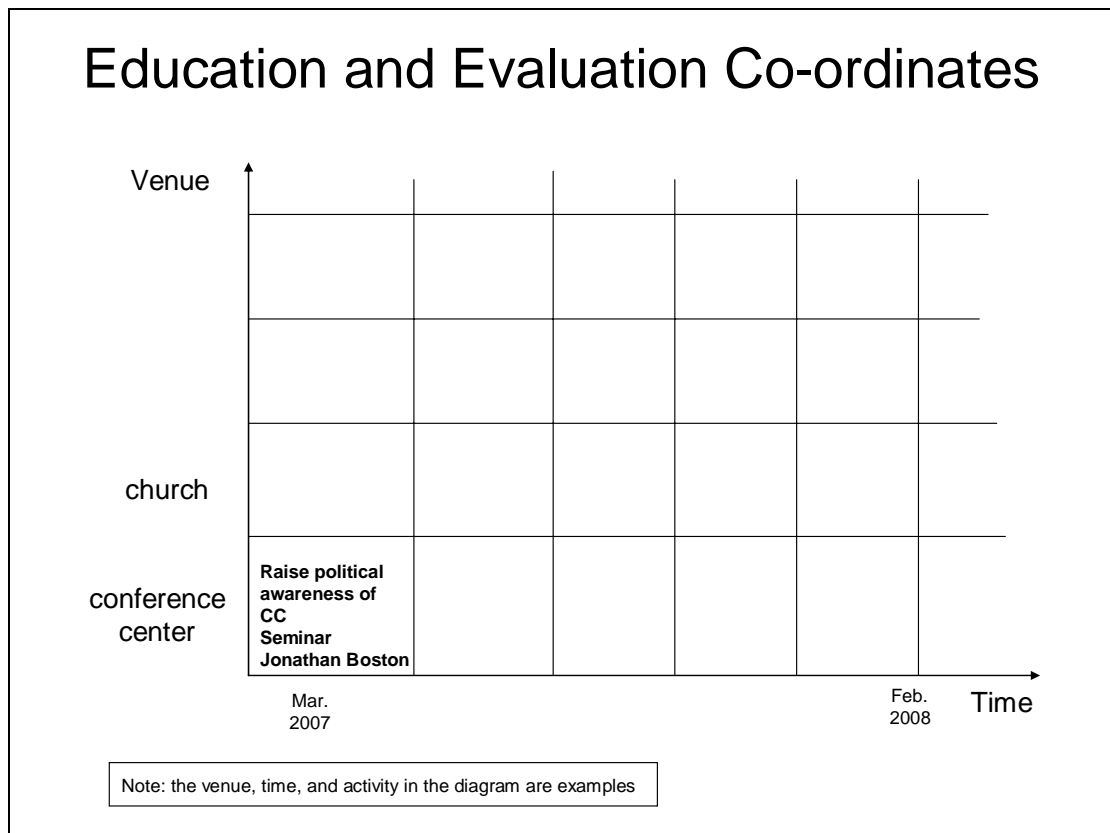 Education and Evaluation Co-ordinates
Venue
church
conference
center
Raise political
awareness of
CC
Seminar
Jonathan Boston
Mar.
2007
Feb.
2008
Time
Note: the venue, time, and activity in the diagram are examples